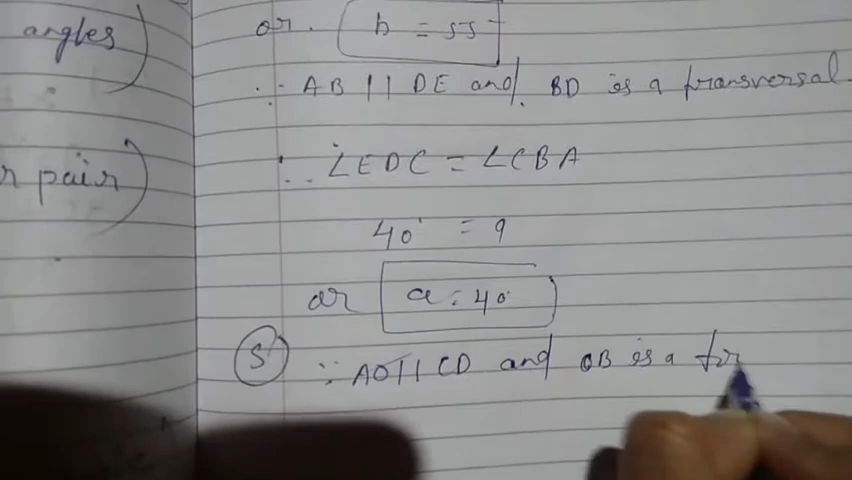 angles)
or. b = 55
∵ AB || DE and BD is a transversal.
∴ ∠EDC = ∠CBA
r pair)
40° = a
or a = 40°
5 ∵ AO || CD and OB is a tr